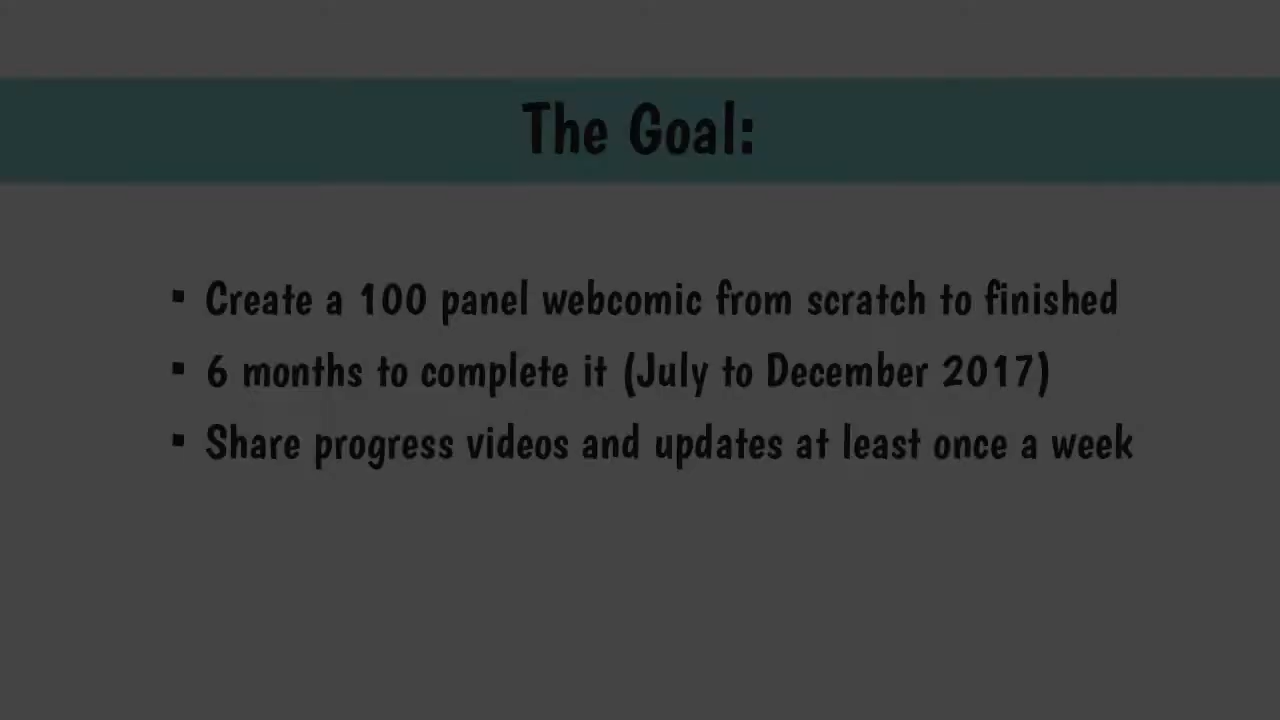 The Goal:
▪ Create a 100 panel webcomic from scratch to finished
▪ 6 months to complete it (July to December 2017)
▪ Share progress videos and updates at least once a week